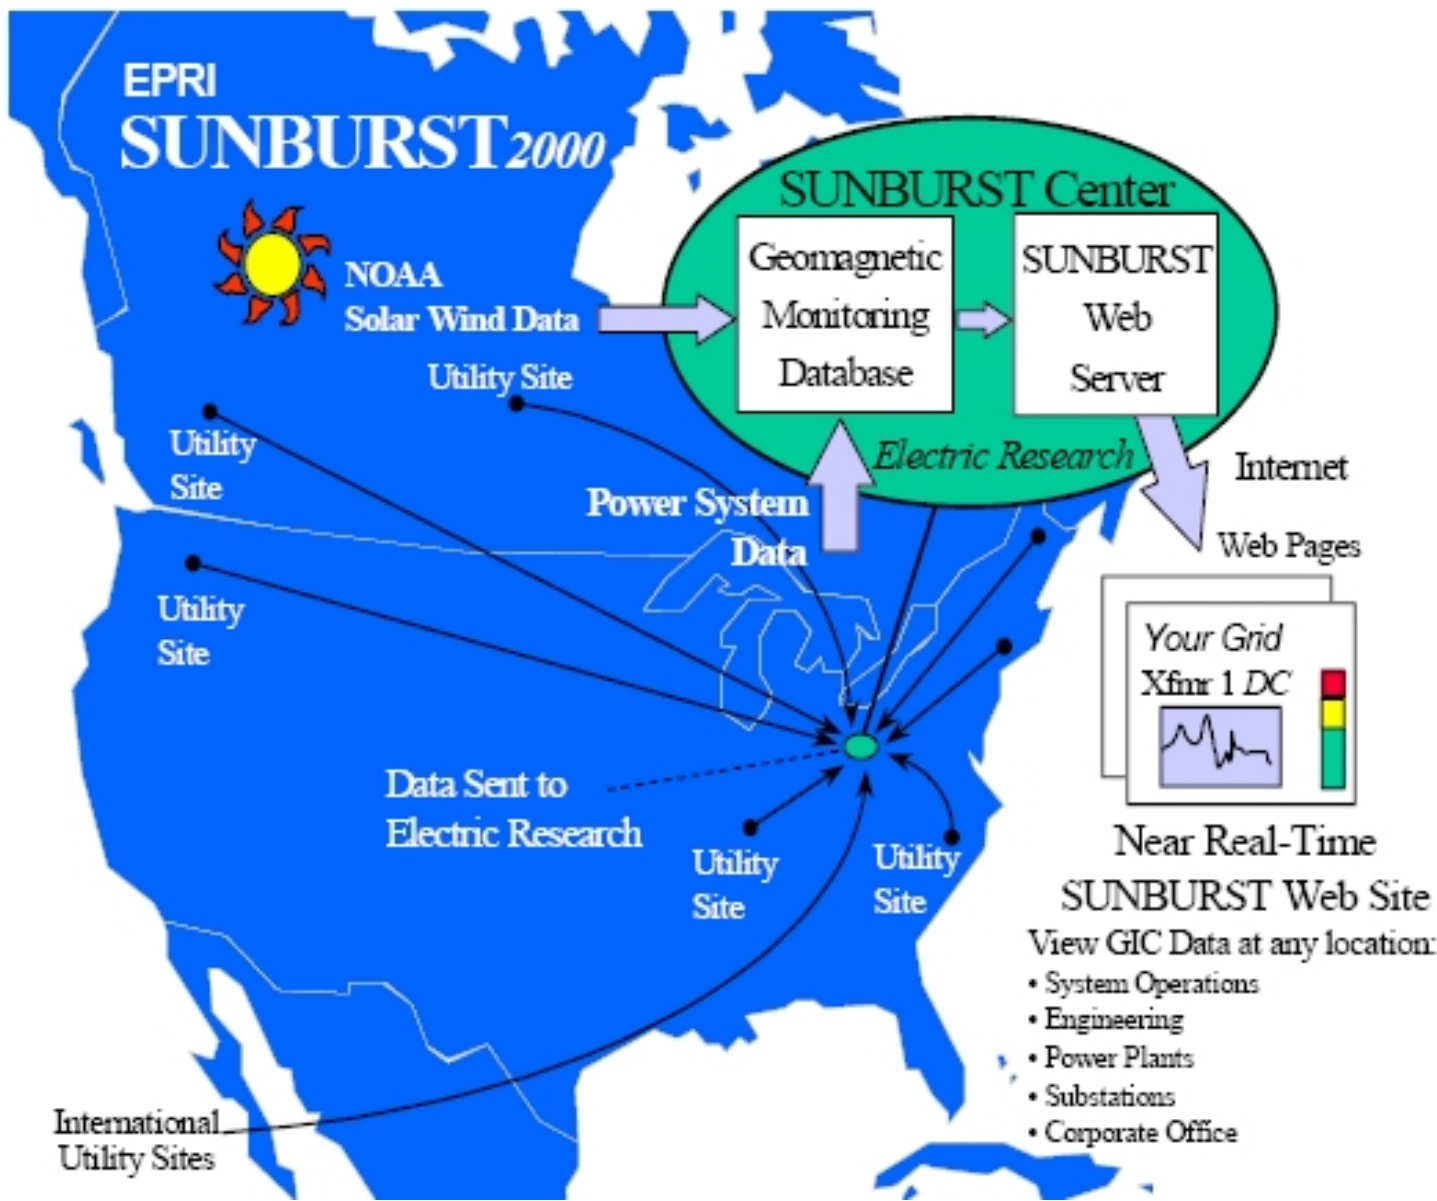 EPRI
SUNBURST2000
SUNBURST Center
Geomagnetic
Monitoring
Database
SUNBURST
Web
Server
NOAA
Solar Wind Data
Utility Site
Utility
Site
Electric Research
Internet
Power System
Data
Web Pages
Utility
Site
Your Grid
Xfmr 1 DC
Data Sent to
Electric Research
Utility
Site
Utility
Site
Near Real-Time
SUNBURST Web Site
View GIC Data at any location:
• System Operations
• Engineering
• Power Plants
• Substations
• Corporate Office
International
Utility Sites